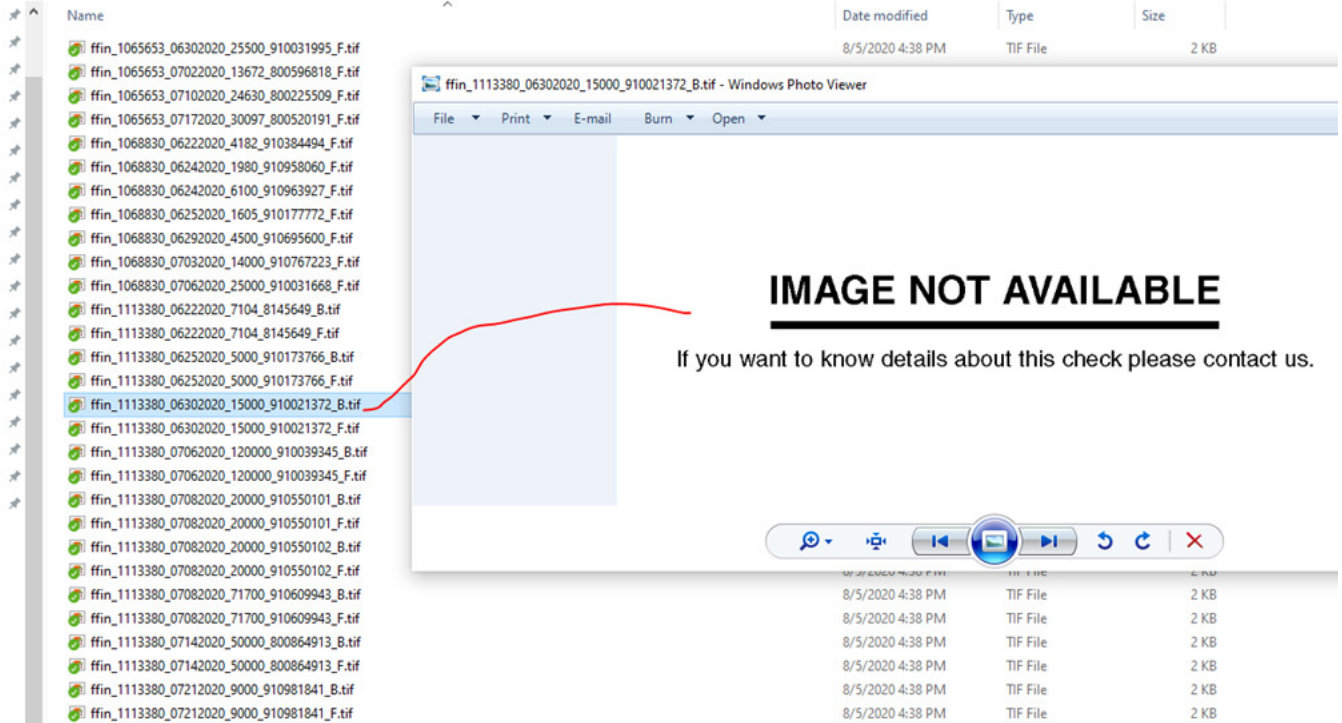 Name Date modified Type Size
ffin_1065653_06302020_25500_910031995_F.tif 8/5/2020 4:38 PM TIF File 2 KB
ffin_1065653_07022020_13672_800596818_F.tif
ffin_1065653_07102020_24630_800225509_F.tif
ffin_1065653_07172020_30097_800520191_F.tif
ffin_1068830_06222020_4182_910384494_F.tif
ffin_1068830_06242020_1980_910958060_F.tif
ffin_1068830_06242020_6100_910963927_F.tif
ffin_1068830_06252020_1605_910177772_F.tif
ffin_1068830_06292020_4500_910695600_F.tif
ffin_1068830_07032020_14000_910767223_F.tif
ffin_1068830_07062020_25000_910031668_F.tif
ffin_1113380_06222020_7104_8145649_B.tif
ffin_1113380_06222020_7104_8145649_F.tif
ffin_1113380_06252020_5000_910173766_B.tif
ffin_1113380_06252020_5000_910173766_F.tif
ffin_1113380_06302020_15000_910021372_B.tif
ffin_1113380_06302020_15000_910021372_F.tif
ffin_1113380_07062020_120000_910039345_B.tif
ffin_1113380_07062020_120000_910039345_F.tif
ffin_1113380_07082020_20000_910550101_B.tif
ffin_1113380_07082020_20000_910550101_F.tif
ffin_1113380_07082020_20000_910550102_B.tif
ffin_1113380_07082020_20000_910550102_F.tif
ffin_1113380_07082020_71700_910609943_B.tif 8/5/2020 4:38 PM TIF File 2 KB
ffin_1113380_07082020_71700_910609943_F.tif 8/5/2020 4:38 PM TIF File 2 KB
ffin_1113380_07142020_50000_800864913_B.tif 8/5/2020 4:38 PM TIF File 2 KB
ffin_1113380_07142020_50000_800864913_F.tif 8/5/2020 4:38 PM TIF File 2 KB
ffin_1113380_07212020_9000_910981841_B.tif 8/5/2020 4:38 PM TIF File 2 KB
ffin_1113380_07212020_9000_910981841_F.tif 8/5/2020 4:38 PM TIF File 2 KB
ffin_1113380_06302020_15000_910021372_B.tif - Windows Photo Viewer
File Print E-mail Burn Open
IMAGE NOT AVAILABLE
If you want to know details about this check please contact us.